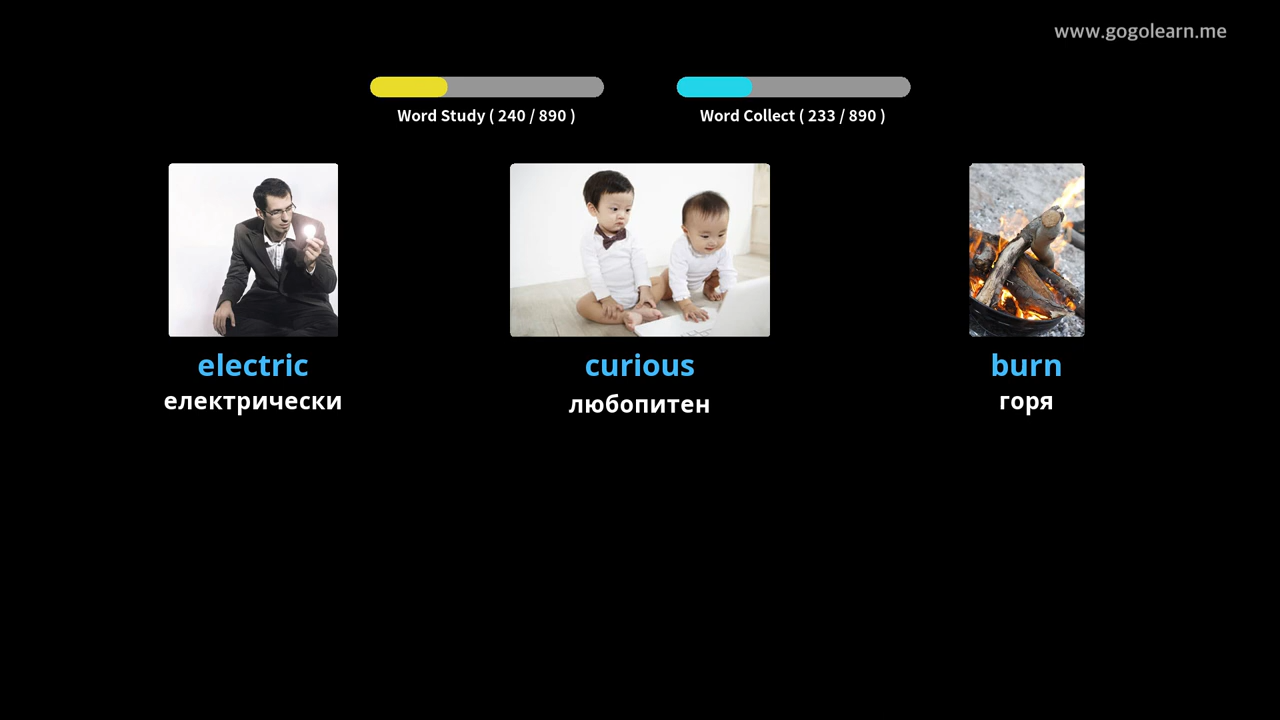 www.gogolearn.me
Word Study ( 240 / 890 )
Word Collect ( 233 / 890 )
electric
електрически
curious
любопитен
burn
горя